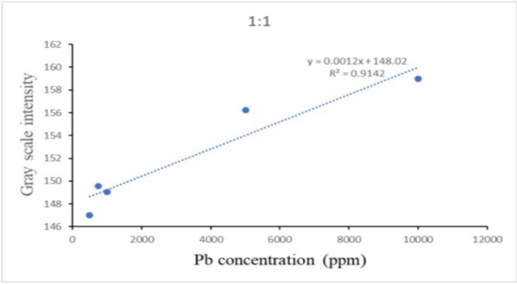 1:1
y = 0.0012x + 148.02
R² = 0.9142
162
160
158
156
154
152
150
148
146
Gray scale intensity
0 2000 4000 6000 8000 10000 12000
Pb concentration (ppm)